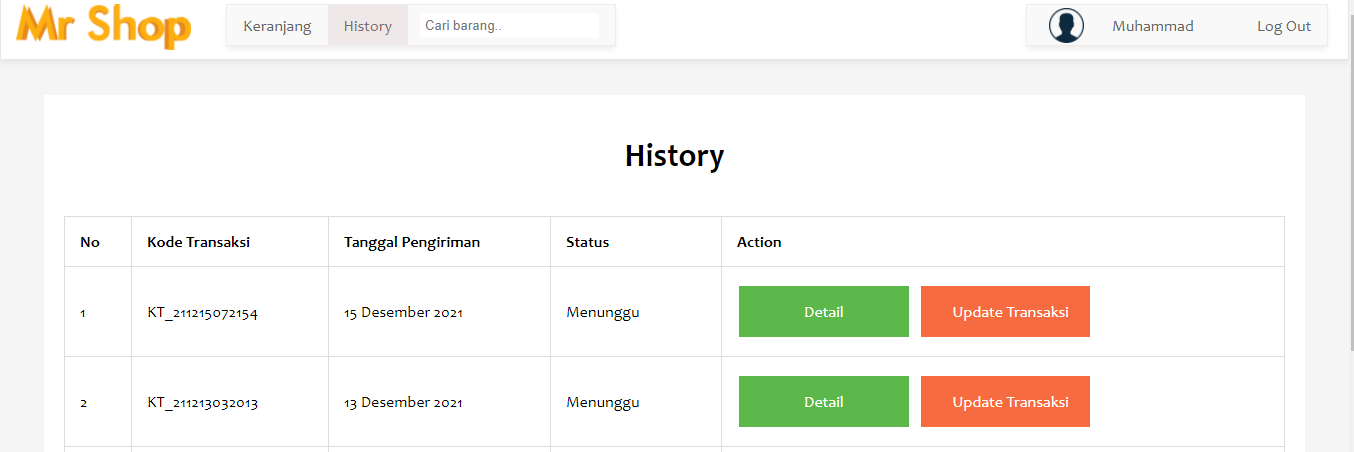 Mr Shop Keranjang History Cari barang.. Muhammad Log Out
History
No Kode Transaksi Tanggal Pengiriman Status Action
1 KT_211215072154 15 Desember 2021 Menunggu Detail Update Transaksi
2 KT_211213032013 13 Desember 2021 Menunggu Detail Update Transaksi